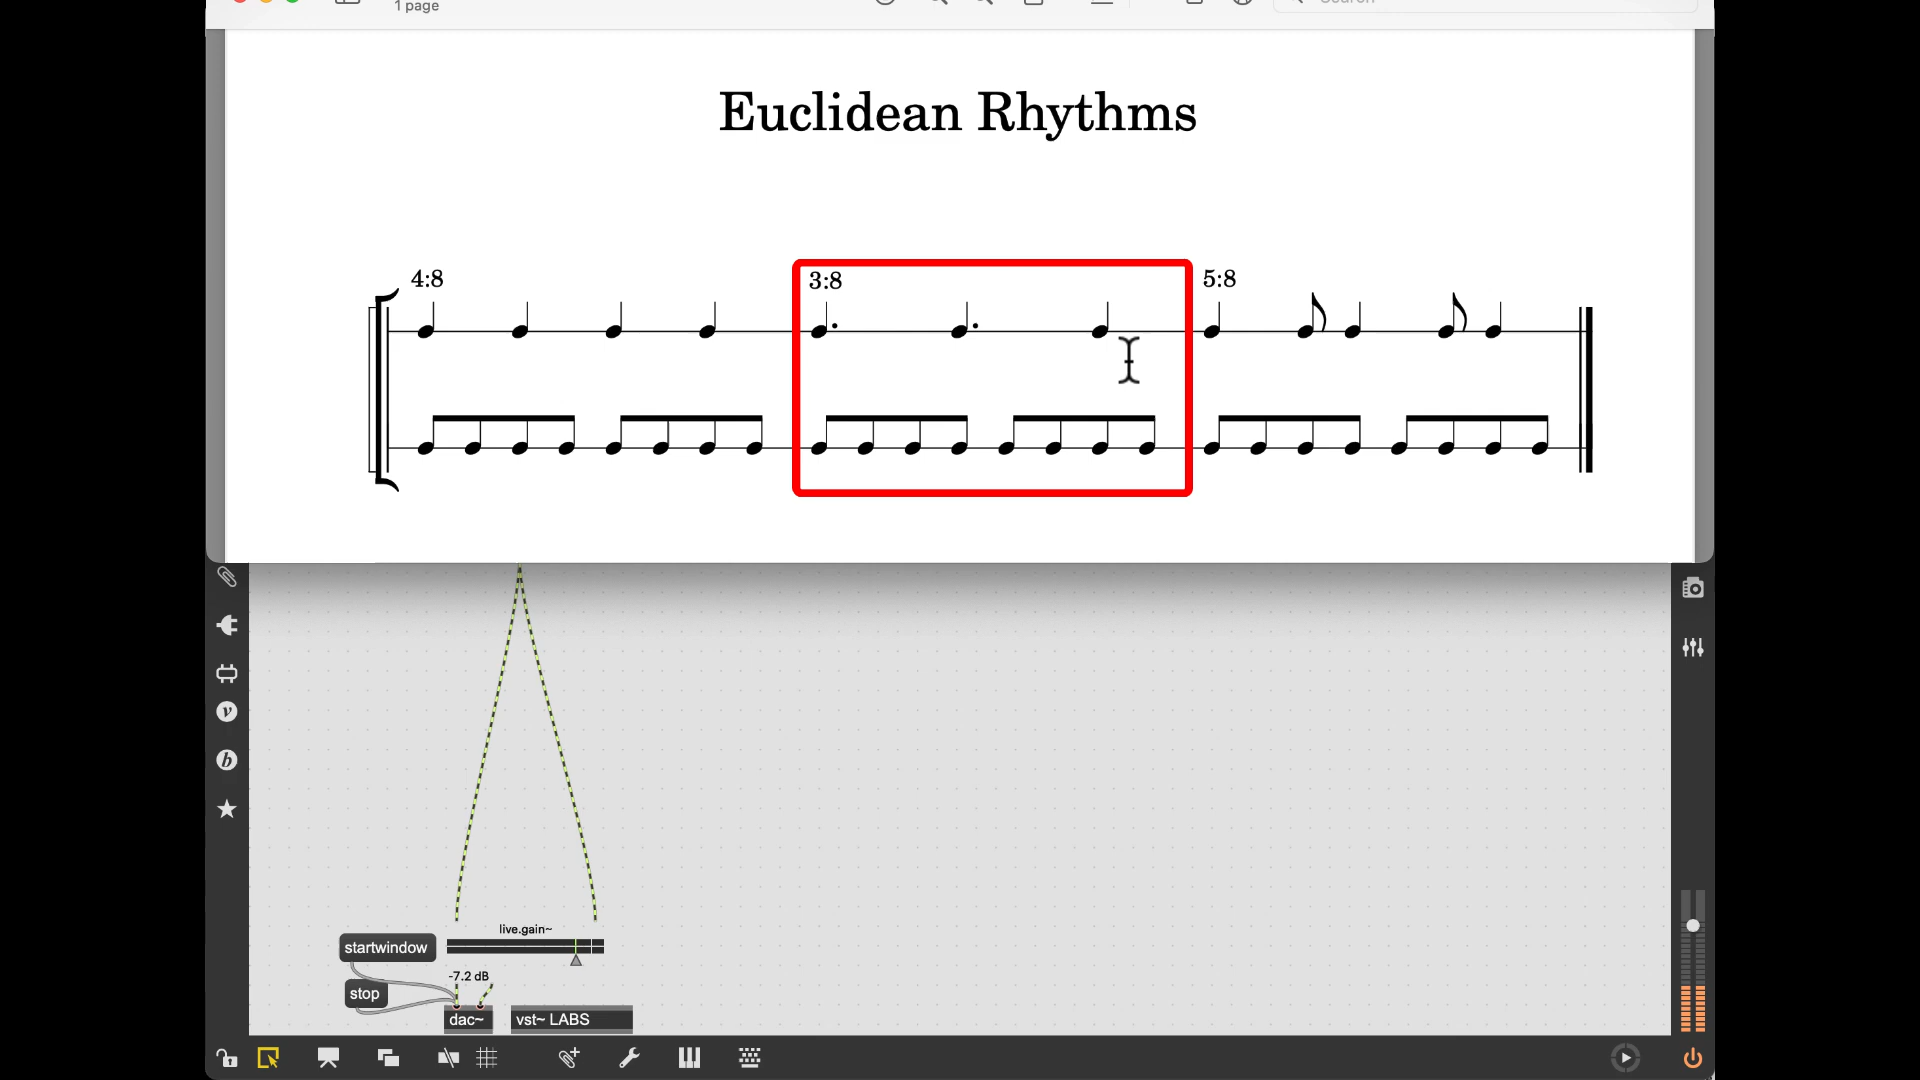 1 page
Search
Euclidean Rhythms
4:8
3:8
5:8
live.gain~
startwindow
-7.2 dB
stop
dac~
vst~ LABS